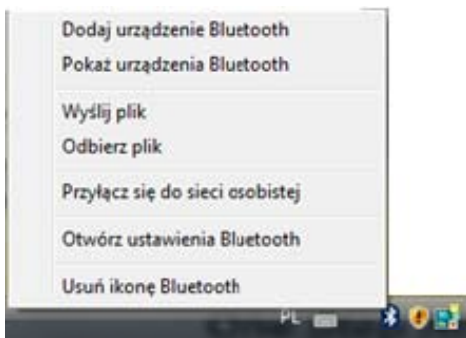 Dodaj urządzenie Bluetooth
Pokaż urządzenia Bluetooth
Wyślij plik
Odbierz plik
Przyłącz się do sieci osobistej
Otwórz ustawienia Bluetooth
Usuń ikonę Bluetooth
PL